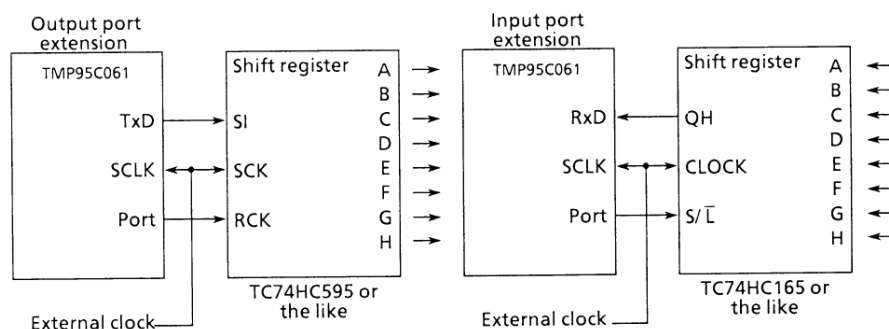 Output port
extension
TMP95C061
TxD
SCLK
Port
External clock
Shift register
SI
SCK
RCK
A
B
C
D
E
F
G
H
TC74HC595 or
the like
Input port
extension
TMP95C061
RxD
SCLK
Port
External clock
Shift register
QH
CLOCK
S/L̅
A
B
C
D
E
F
G
H
TC74HC165 or
the like